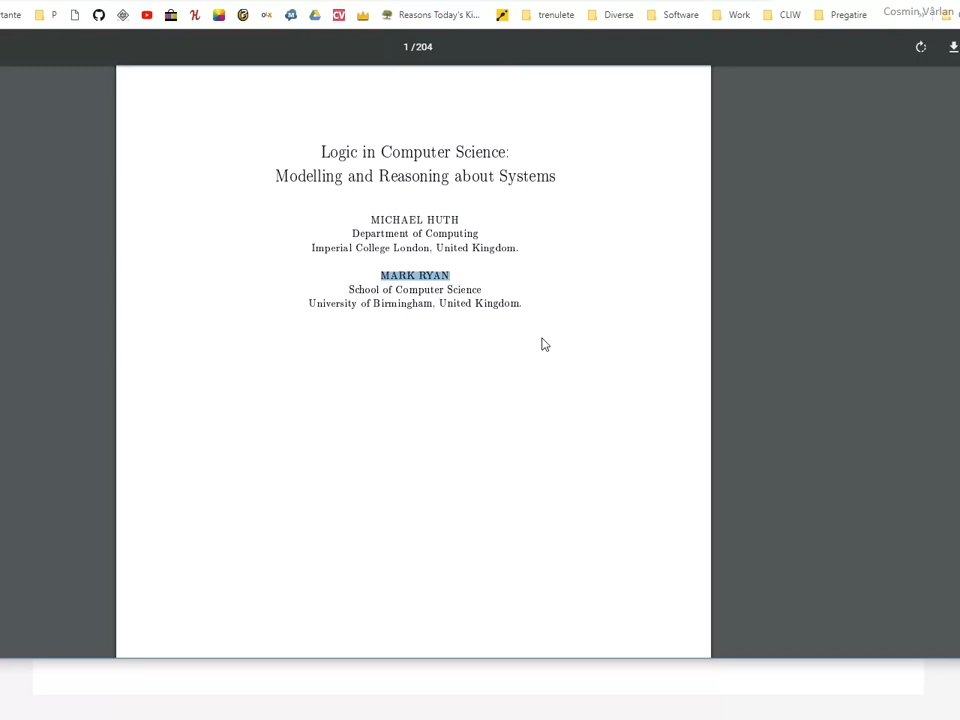 tante P Reasons Today's Ki... trenulete Diverse Software Work CLIW Pregatire Cosmin Vârlan
1 / 204
Logic in Computer Science:
Modelling and Reasoning about Systems
MICHAEL HUTH
Department of Computing
Imperial College London, United Kingdom.
MARK RYAN
School of Computer Science
University of Birmingham, United Kingdom.